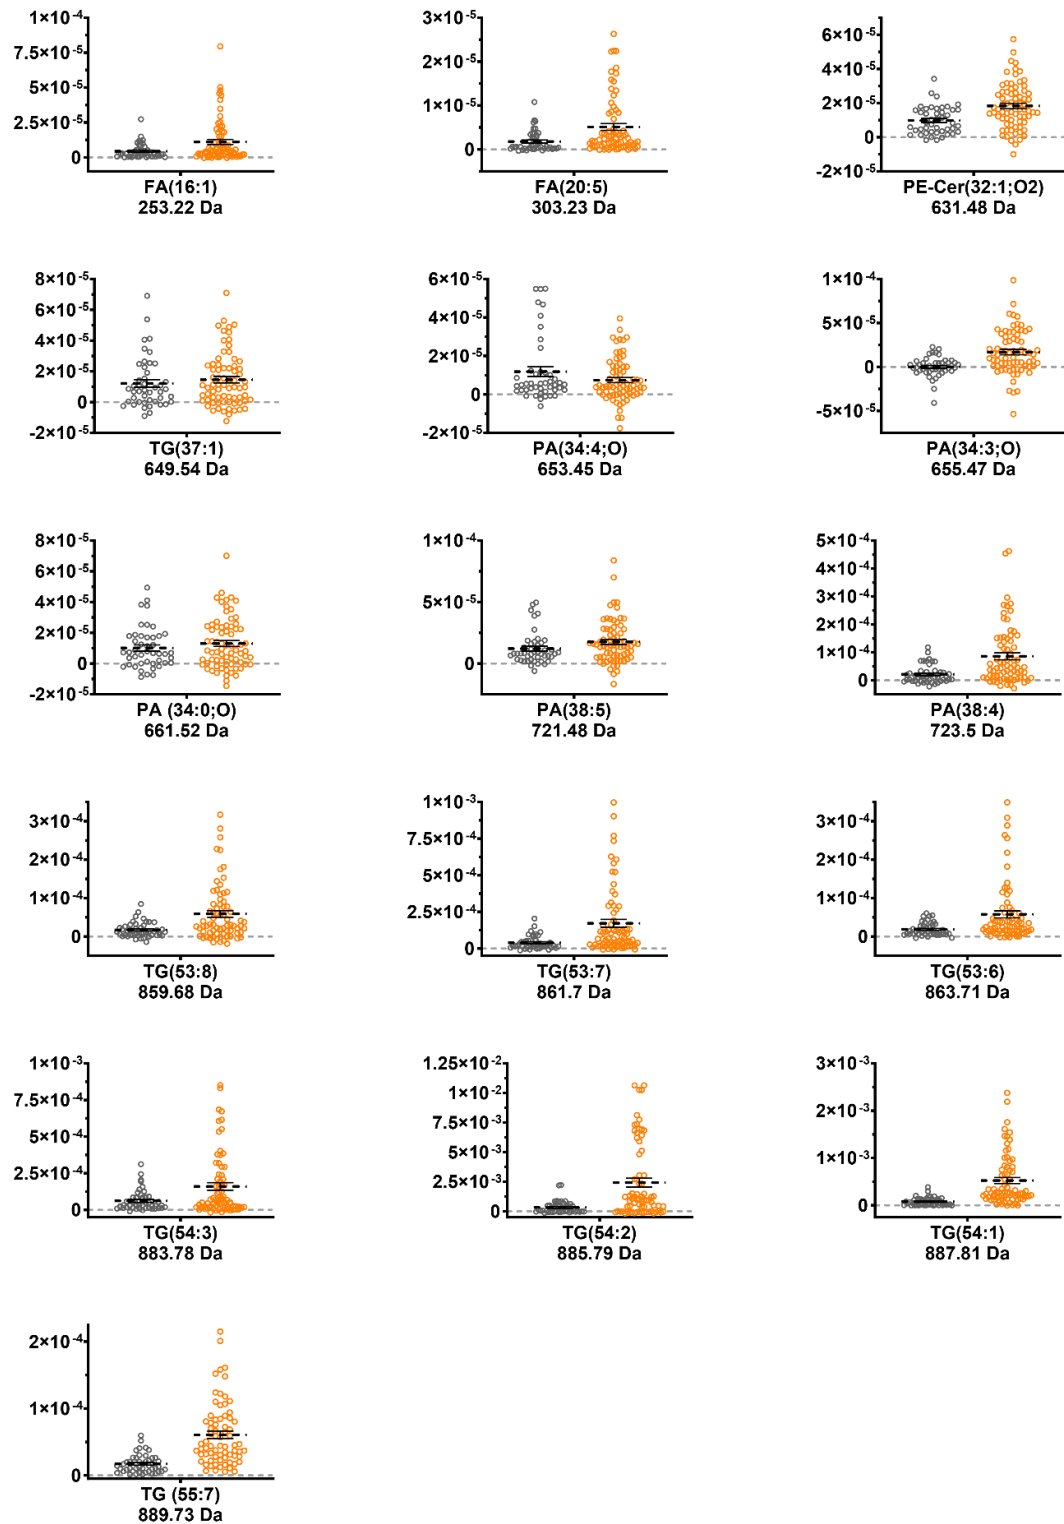 1×10⁻⁴
7.5×10⁻⁵
5×10⁻⁵
2.5×10⁻⁵
0
FA(16:1)
253.22 Da
3×10⁻⁵
2×10⁻⁵
1×10⁻⁵
0
FA(20:5)
303.23 Da
6×10⁻⁵
4×10⁻⁵
2×10⁻⁵
0
-2×10⁻⁵
PE-Cer(32:1;O2)
631.48 Da
8×10⁻⁵
6×10⁻⁵
4×10⁻⁵
2×10⁻⁵
0
-2×10⁻⁵
TG(37:1)
649.54 Da
6×10⁻⁵
4×10⁻⁵
2×10⁻⁵
0
-2×10⁻⁵
PA(34:4;O)
653.45 Da
1×10⁻⁴
5×10⁻⁵
0
-5×10⁻⁵
PA(34:3;O)
655.47 Da
8×10⁻⁵
6×10⁻⁵
4×10⁻⁵
2×10⁻⁵
0
-2×10⁻⁵
PA (34:0;O)
661.52 Da
1×10⁻⁴
5×10⁻⁵
0
PA(38:5)
721.48 Da
5×10⁻⁴
4×10⁻⁴
3×10⁻⁴
2×10⁻⁴
1×10⁻⁴
0
PA(38:4)
723.5 Da
3×10⁻⁴
2×10⁻⁴
1×10⁻⁴
0
TG(53:8)
859.68 Da
1×10⁻³
7.5×10⁻⁴
5×10⁻⁴
2.5×10⁻⁴
0
TG(53:7)
861.7 Da
3×10⁻⁴
2×10⁻⁴
1×10⁻⁴
0
TG(53:6)
863.71 Da
1×10⁻³
7.5×10⁻⁴
5×10⁻⁴
2.5×10⁻⁴
0
TG(54:3)
883.78 Da
1.25×10⁻²
1×10⁻²
7.5×10⁻³
5×10⁻³
2.5×10⁻³
0
TG(54:2)
885.79 Da
3×10⁻³
2×10⁻³
1×10⁻³
0
TG(54:1)
887.81 Da
2×10⁻⁴
1×10⁻⁴
0
TG (55:7)
889.73 Da